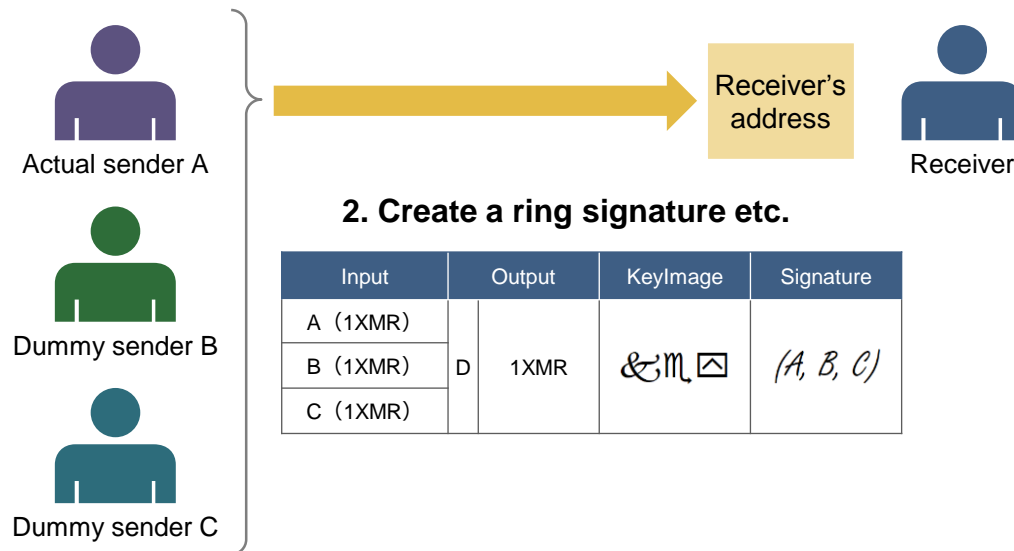 Actual sender A
Dummy sender B
Dummy sender C
Receiver’s
address
Receiver
2. Create a ring signature etc.
Input Output KeyImage Signature
A（1XMR）
B（1XMR） D 1XMR &♏⍓ (A, B, C)
C（1XMR）